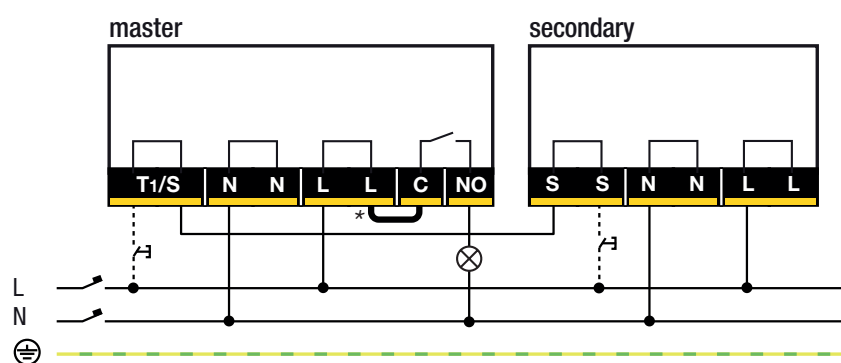 master secondary
T1/S N N L L C NO S S N N L L
*
L
N